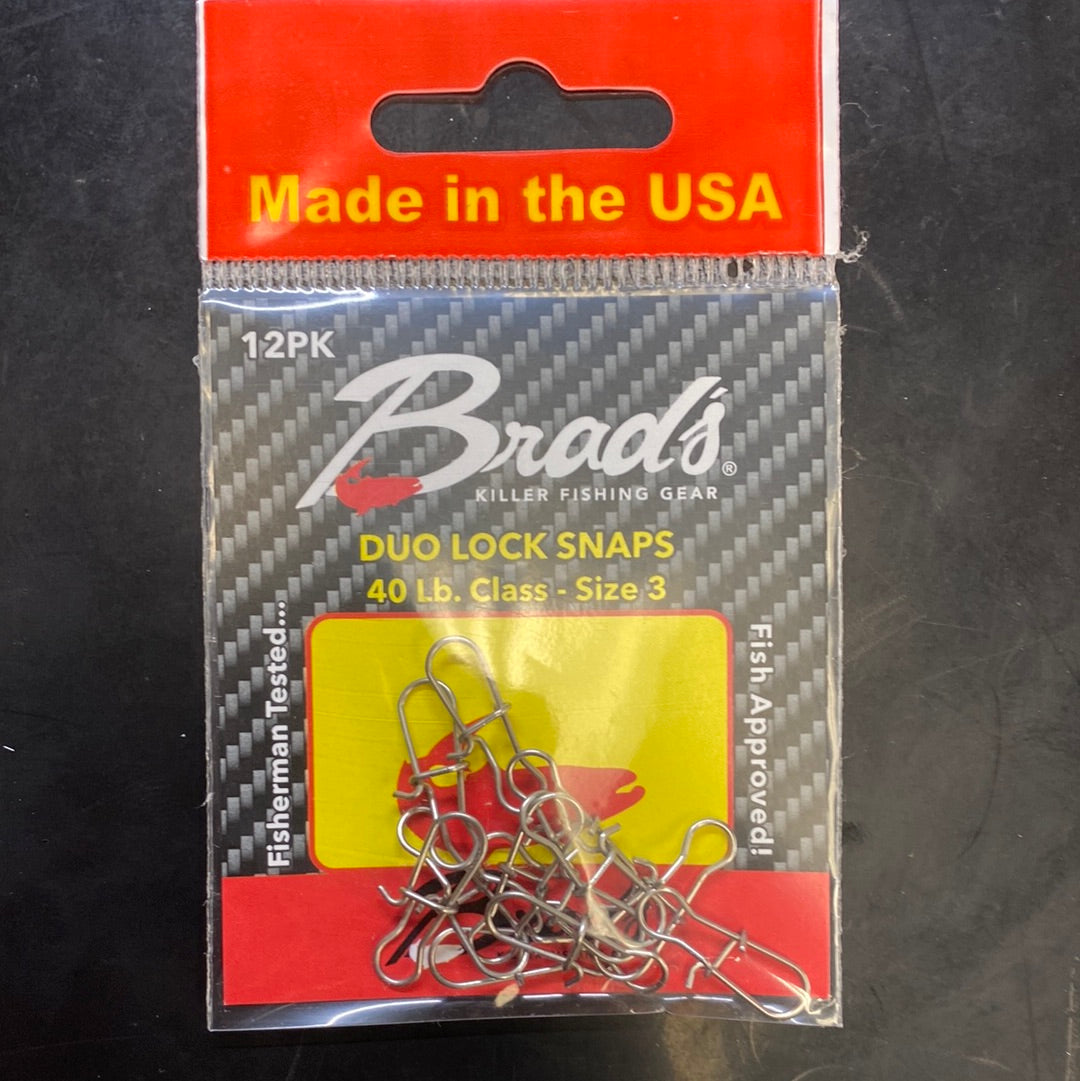 Made in the USA
12PK
Brad's®
KILLER FISHING GEAR
DUO LOCK SNAPS
40 Lb. Class - Size 3
Fisherman Tested...
Fish Approved!